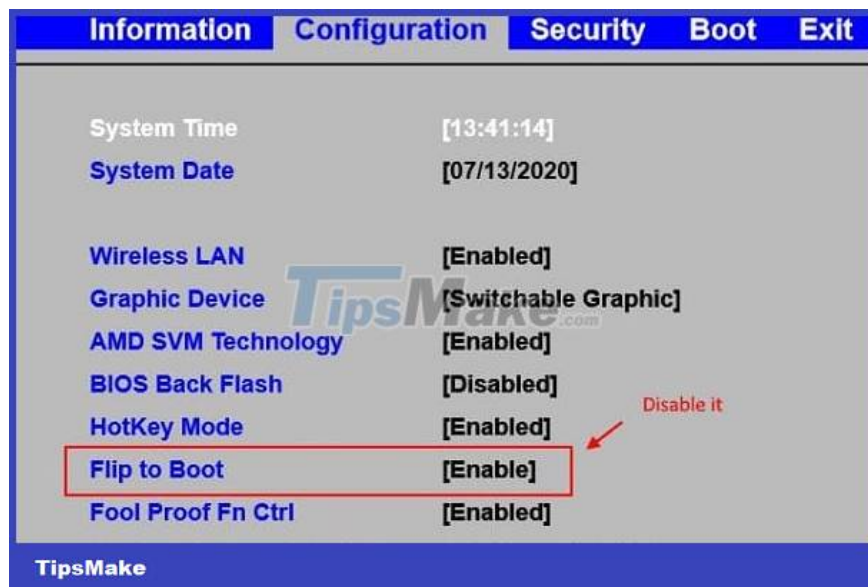 Information Configuration Security Boot Exit
System Time [13:41:14]
System Date [07/13/2020]
Wireless LAN [Enabled]
Graphic Device [Switchable Graphic]
TipsMake.com
AMD SVM Technology [Enabled]
BIOS Back Flash [Disabled]
Disable it
HotKey Mode [Enabled]
Flip to Boot [Enable]
Fool Proof Fn Ctrl [Enabled]
TipsMake